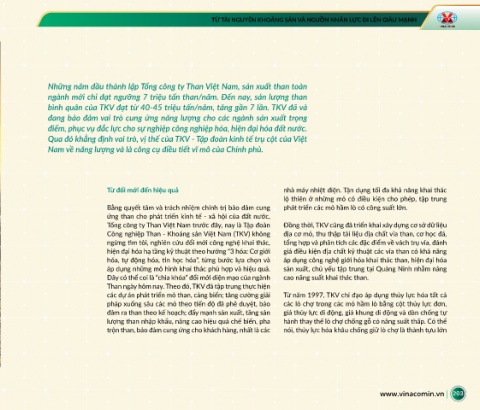 TỪ TÀI NGUYÊN KHOÁNG SẢN VÀ NGUỒN NHÂN LỰC ĐI LÊN GIÀU MẠNH
Những năm đầu thành lập Tổng công ty Than Việt Nam, sản xuất than toàn
ngành mới chỉ đạt ngưỡng 7 triệu tấn than/năm. Đến nay, sản lượng than
bình quân của TKV đạt từ 40-45 triệu tấn/năm, tăng gần 7 lần. TKV đã và
đang bảo đảm vai trò cung ứng năng lượng cho các ngành sản xuất trọng
điểm, phục vụ đắc lực cho sự nghiệp công nghiệp hóa, hiện đại hóa đất nước.
Qua đó khẳng định vai trò, vị thế của TKV - Tập đoàn kinh tế trụ cột của Việt
Nam về năng lượng và là công cụ điều tiết vĩ mô của Chính phủ.
Từ đổi mới đến hiệu quả
Bằng quyết tâm và trách nhiệm chính trị bảo đảm cung
ứng than cho phát triển kinh tế - xã hội của đất nước,
Tổng công ty Than Việt Nam trước đây, nay là Tập đoàn
Công nghiệp Than - Khoáng sản Việt Nam (TKV) không
ngừng tìm tòi, nghiên cứu đổi mới công nghệ khai thác,
hiện đại hóa hạ tầng kỹ thuật theo hướng “3 hóa: Cơ giới
hóa, tự động hóa, tin học hóa”, từng bước lựa chọn và
áp dụng những mô hình khai thác phù hợp và hiệu quả.
Đây có thể coi là “chìa khóa” đổi mới diện mạo của ngành
Than ngày hôm nay. Theo đó, TKV đã tập trung thực hiện
các dự án phát triển mỏ than, cảng biển; tăng cường giải
pháp xuống sâu các mỏ theo tiến độ đã phê duyệt, bảo
đảm ra than theo kế hoạch; đẩy mạnh sản xuất, tăng sản
lượng than nhập khẩu, nâng cao hiệu quả chế biến, pha
trộn than, bảo đảm cung ứng cho khách hàng, nhất là các
nhà máy nhiệt điện. Tận dụng tối đa khả năng khai thác
lộ thiên ở những mỏ có điều kiện cho phép, tập trung
phát triển các mỏ hầm lò có công suất lớn.
Đồng thời, TKV cũng đã triển khai xây dựng cơ sở dữ liệu
địa cơ mỏ, thu thập tài liệu địa chất vỉa than, cơ học đá,
tổng hợp và phân tích các đặc điểm về vách trụ vỉa, đánh
giá điều kiện địa chất kỹ thuật các vỉa than có khả năng
áp dụng công nghệ giới hóa khai thác than, hiện đại hóa
sản xuất, chủ yếu tập trung tại Quảng Ninh nhằm nâng
cao năng suất khai thác than.
Từ năm 1997, TKV chỉ đạo áp dụng thủy lực hóa tất cả
các lò chợ trong các mỏ hầm lò bằng cột thủy lực đơn,
giá thủy lực di động, giá khung di động và dàn chống tự
hành thay thế lò chợ chống gỗ có năng suất thấp. Có thể
nói, thủy lực hóa khâu chống giữ lò chợ là thành tựu lớn
www.vinacomin.vn | 203